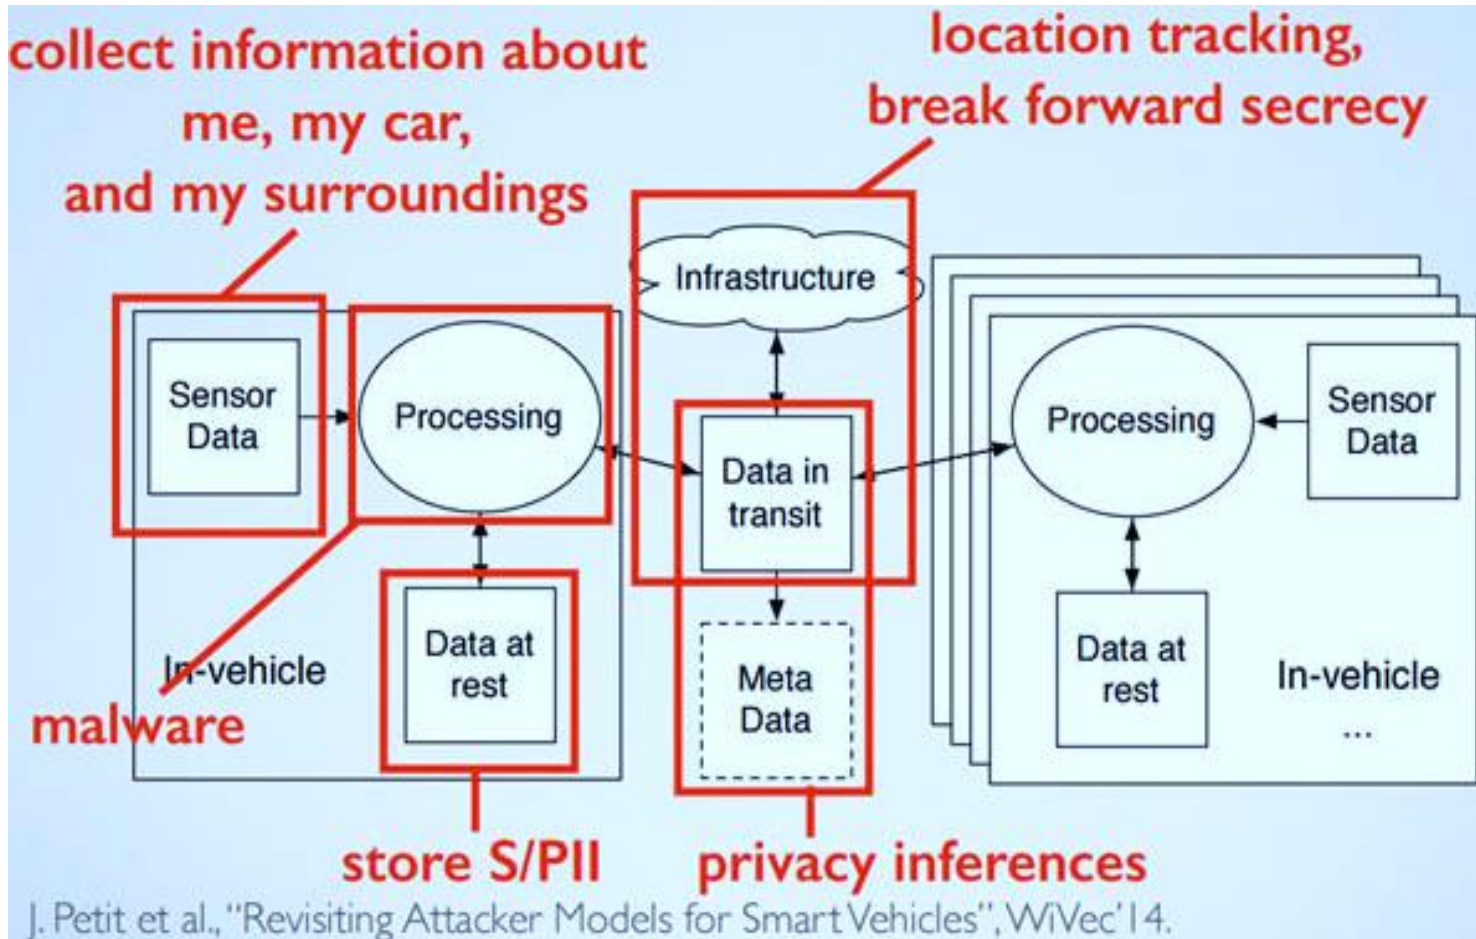 collect information about
me, my car,
and my surroundings
location tracking,
break forward secrecy
Infrastructure
Sensor
Data
Processing
Data in
transit
Processing
Sensor
Data
Data at
rest
In-vehicle
Meta
Data
Data at
rest
In-vehicle
...
malware
store S/PII
privacy inferences
J. Petit et al., “Revisiting Attacker Models for Smart Vehicles”, WiVec’14.